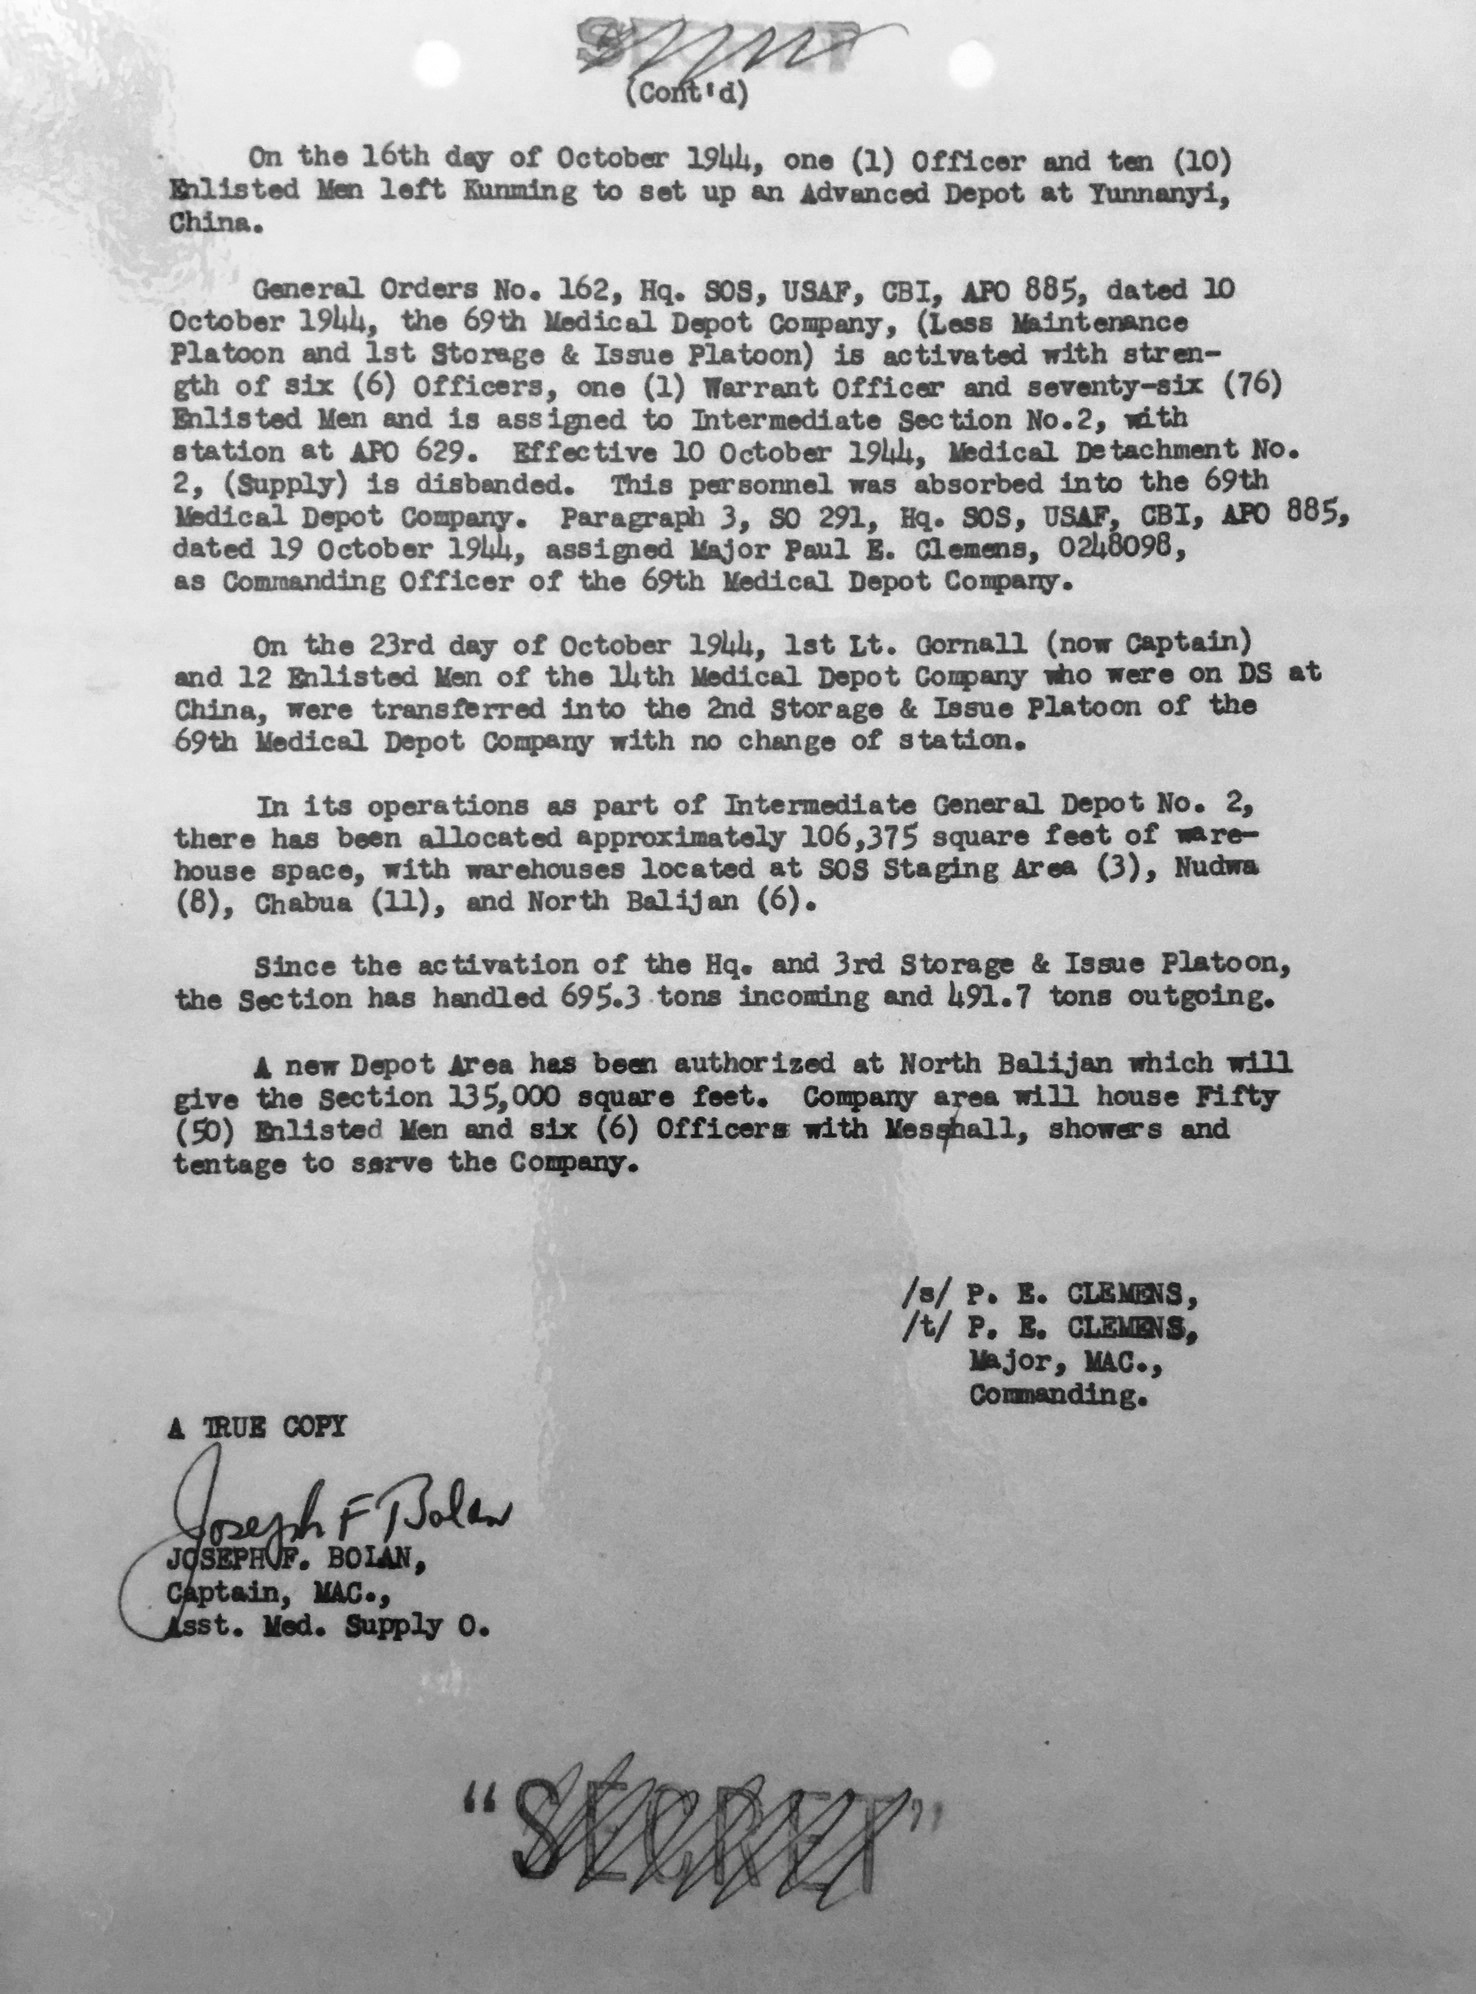 SECRET
(Cont'd)
On the 16th day of October 1944, one (1) Officer and ten (10)
Enlisted Men left Kunming to set up an Advanced Depot at Yunnanyi,
China.
General Orders No. 162, Hq. SOS, USAF, CBI, APO 885, dated 10
October 1944, the 69th Medical Depot Company, (Less Maintenance
Platoon and 1st Storage & Issue Platoon) is activated with stren-
gth of six (6) Officers, one (1) Warrant Officer and seventy-six (76)
Enlisted Men and is assigned to Intermediate Section No.2, with
station at APO 629. Effective 10 October 1944, Medical Detachment No.
2, (Supply) is disbanded. This personnel was absorbed into the 69th
Medical Depot Company. Paragraph 3, SO 291, Hq. SOS, USAF, CBI, APO 885,
dated 19 October 1944, assigned Major Paul E. Clemens, 0248098,
as Commanding Officer of the 69th Medical Depot Company.
On the 23rd day of October 1944, 1st Lt. Gornall (now Captain)
and 12 Enlisted Men of the 14th Medical Depot Company who were on DS at
China, were transferred into the 2nd Storage & Issue Platoon of the
69th Medical Depot Company with no change of station.
In its operations as part of Intermediate General Depot No. 2,
there has been allocated approximately 106,375 square feet of ware-
house space, with warehouses located at SOS Staging Area (3), Nudwa
(8), Chabua (11), and North Balijan (6).
Since the activation of the Hq. and 3rd Storage & Issue Platoon,
the Section has handled 695.3 tons incoming and 491.7 tons outgoing.
A new Depot Area has been authorized at North Balijan which will
give the Section 135,000 square feet. Company area will house Fifty
(50) Enlisted Men and six (6) Officers with Mess/hall, showers and
tentage to serve the Company.
/s/ P. E. CLEMENS,
/t/ P. E. CLEMENS,
Major, MAC.,
Commanding.
A TRUE COPY
Joseph F Bolan
JOSEPH F. BOLAN,
Captain, MAC.,
Asst. Med. Supply O.
"SECRET"